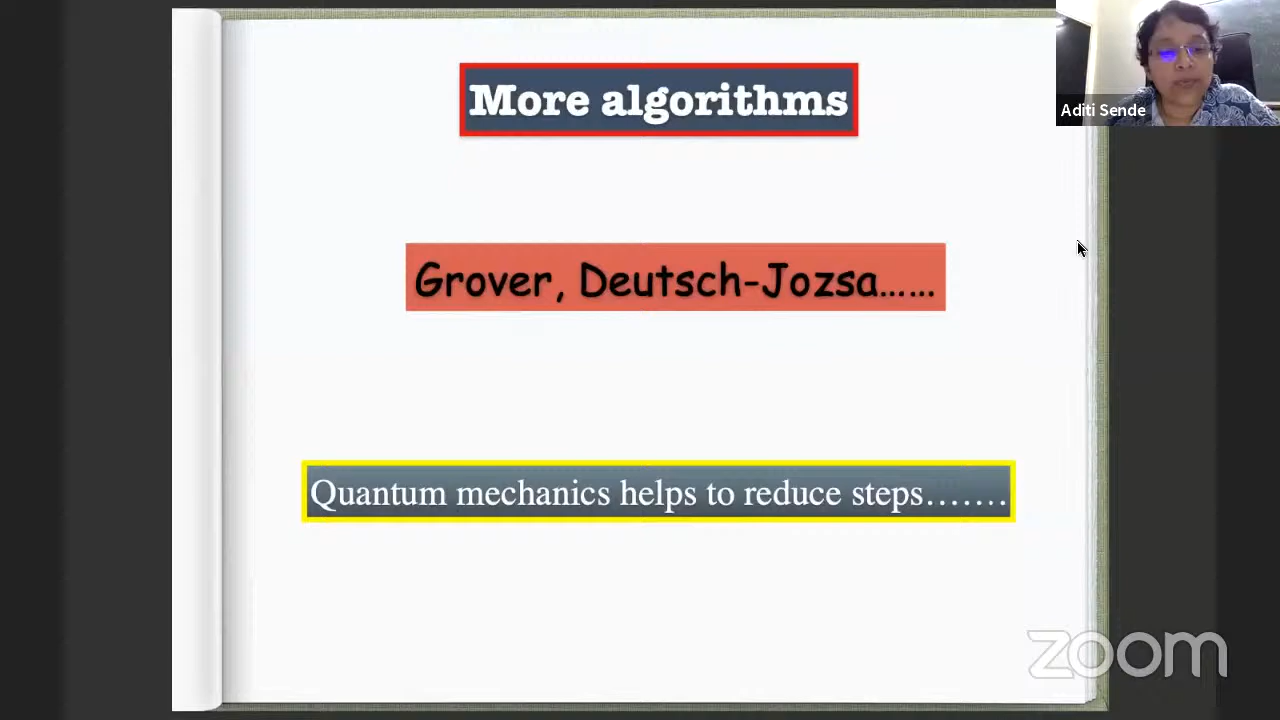 More algorithms
Aditi Sende
Grover, Deutsch-Jozsa......
Quantum mechanics helps to reduce steps.......
zoom